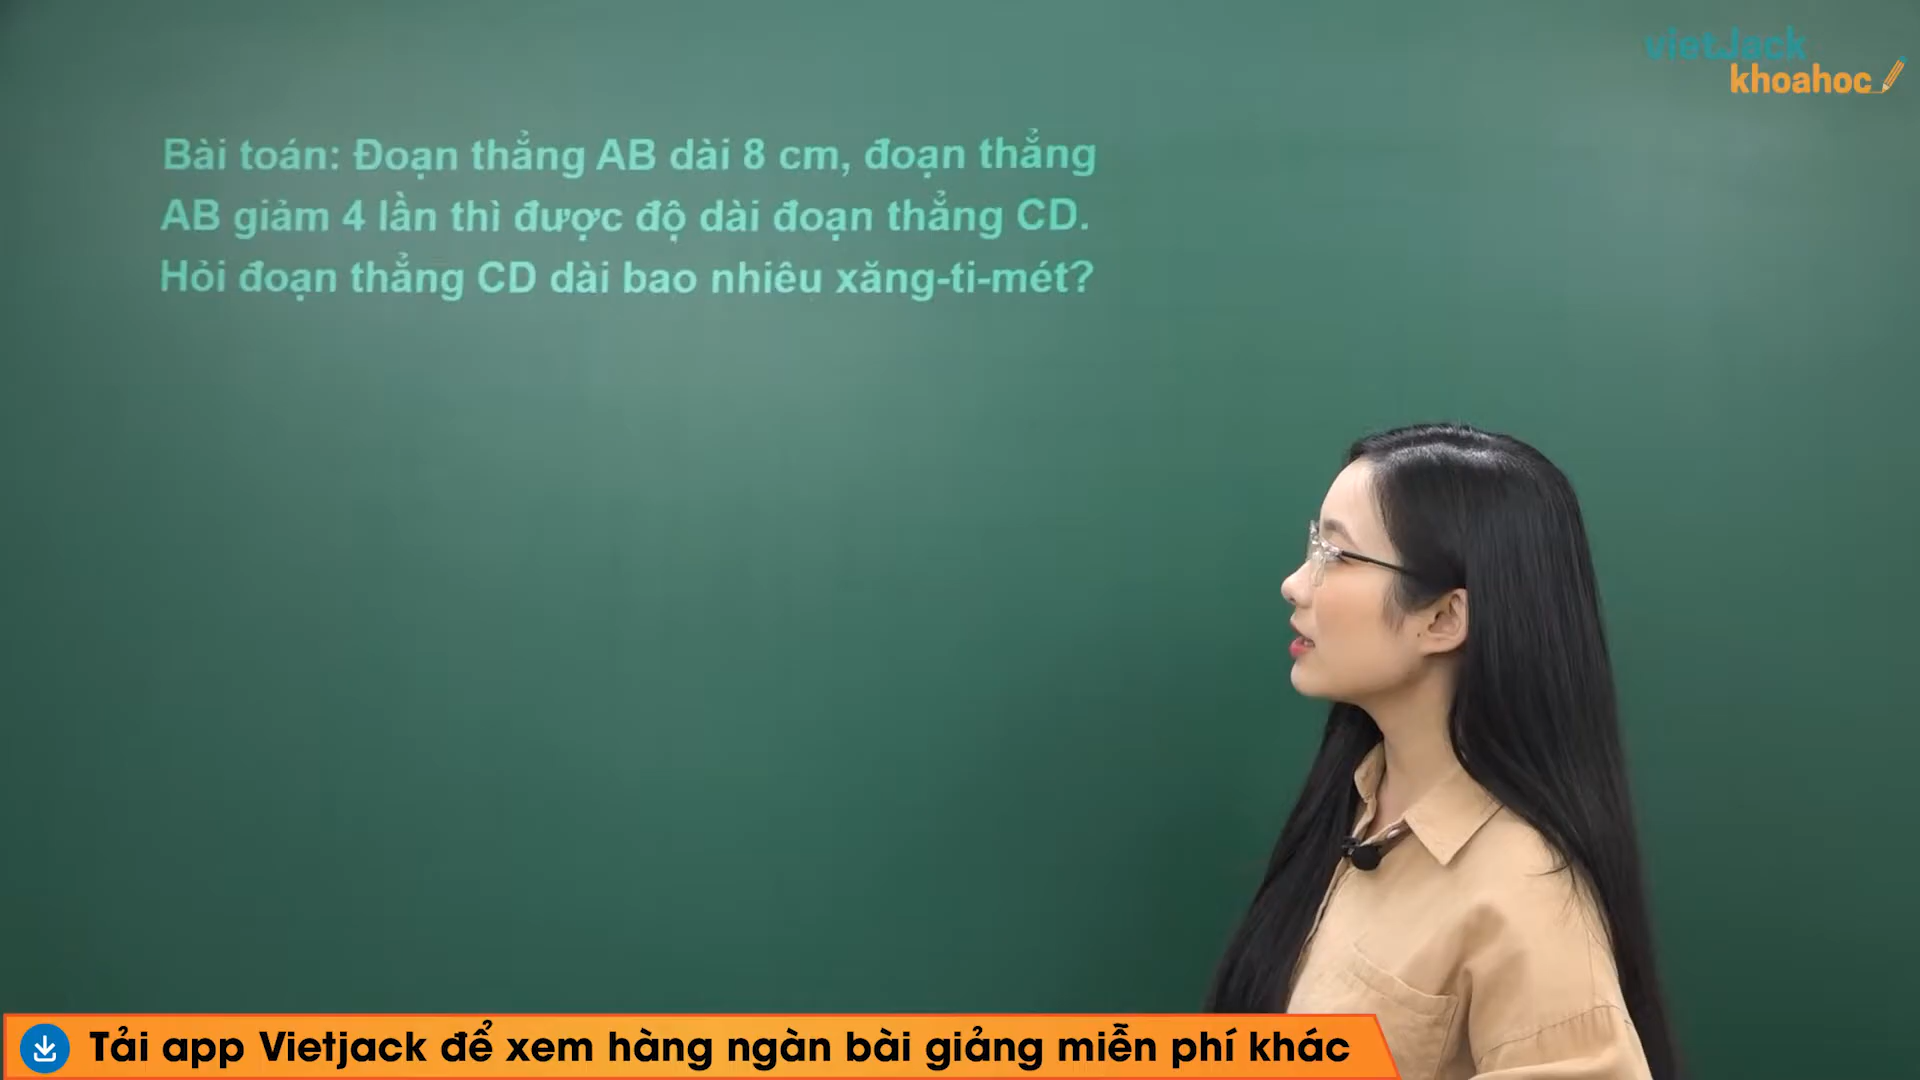 vietJack
khoahoc
Bài toán: Đoạn thẳng AB dài 8 cm, đoạn thẳng
AB giảm 4 lần thì được độ dài đoạn thẳng CD.
Hỏi đoạn thẳng CD dài bao nhiêu xăng-ti-mét?
Tải app Vietjack để xem hàng ngàn bài giảng miễn phí khác